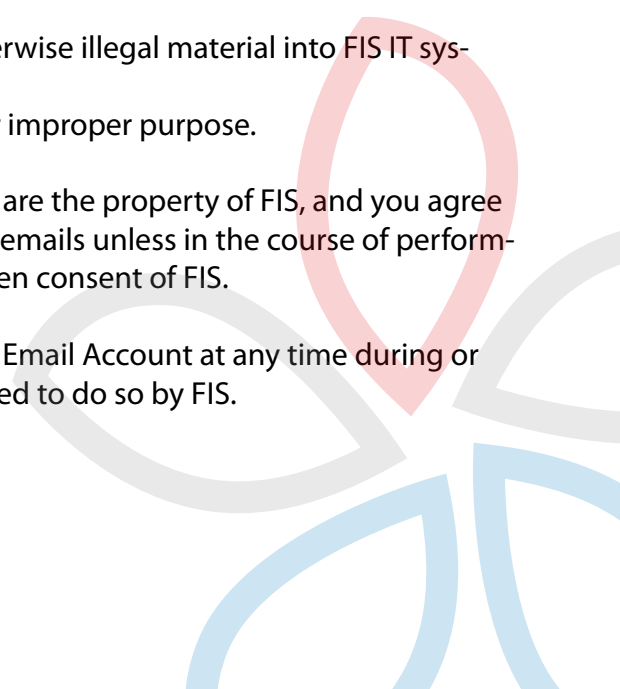 erwise illegal material into FIS IT sys-
improper purpose.
are the property of FIS, and you agree
emails unless in the course of perform-
en consent of FIS.
Email Account at any time during or
ed to do so by FIS.